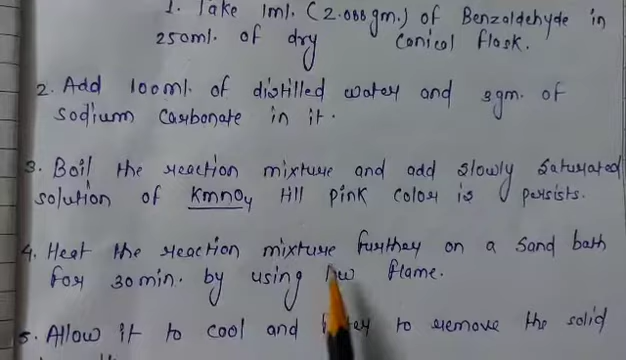 1. Take 1ml. (2.088gm.) of Benzaldehyde in
250ml. of dry conical flask.
2. Add 100ml. of distilled water and 3gm. of
sodium carbonate in it.
3. Boil the reaction mixture and add slowly saturated
solution of KMnO4 till pink color is persists.
4. Heat the reaction mixture further on a sand bath
for 30min. by using low flame.
5. Allow it to cool and to remove the solid